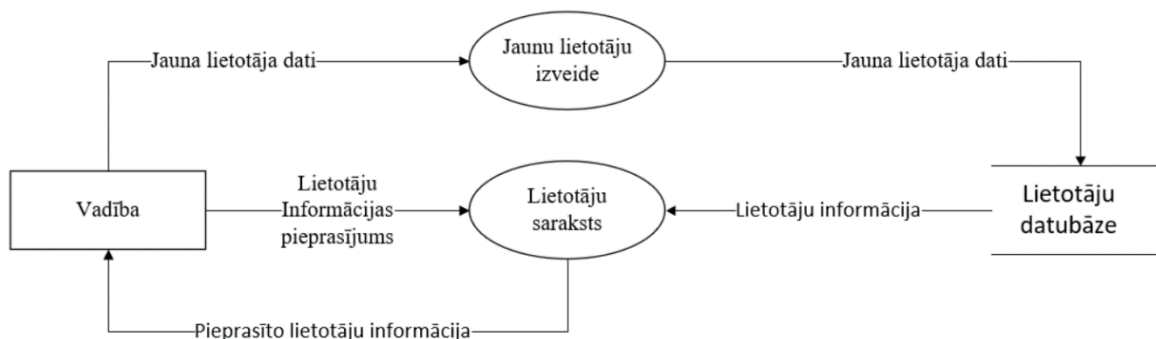 Jaunu lietotāju
izveide
Jauna lietotāja dati
Jauna lietotāja dati
Vadība
Lietotāju
Informācijas
pieprasījums
Lietotāju
saraksts
Lietotāju informācija
Lietotāju
datubāze
Pieprasīto lietotāju informācija